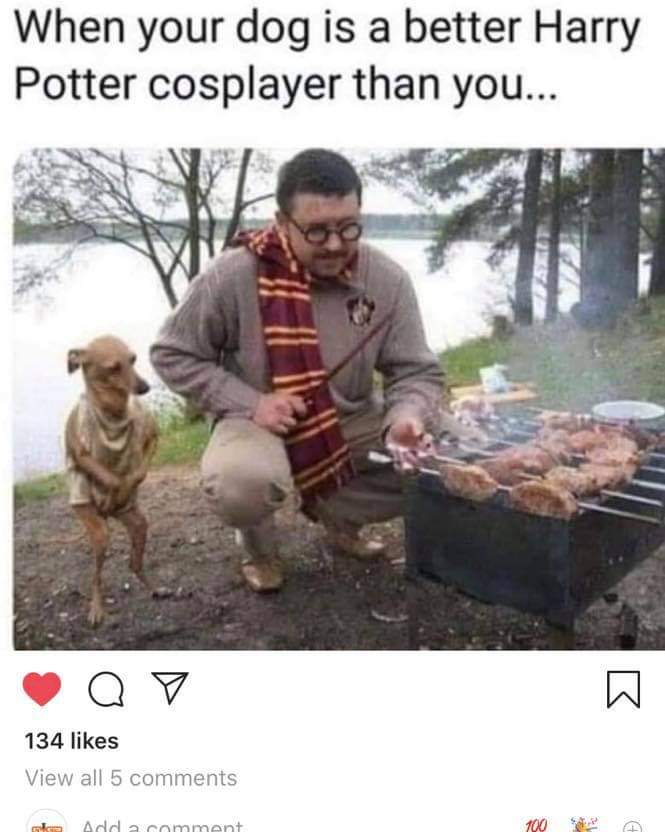 When your dog is a better Harry
Potter cosplayer than you...
134 likes
View all 5 comments
Add a comment
100